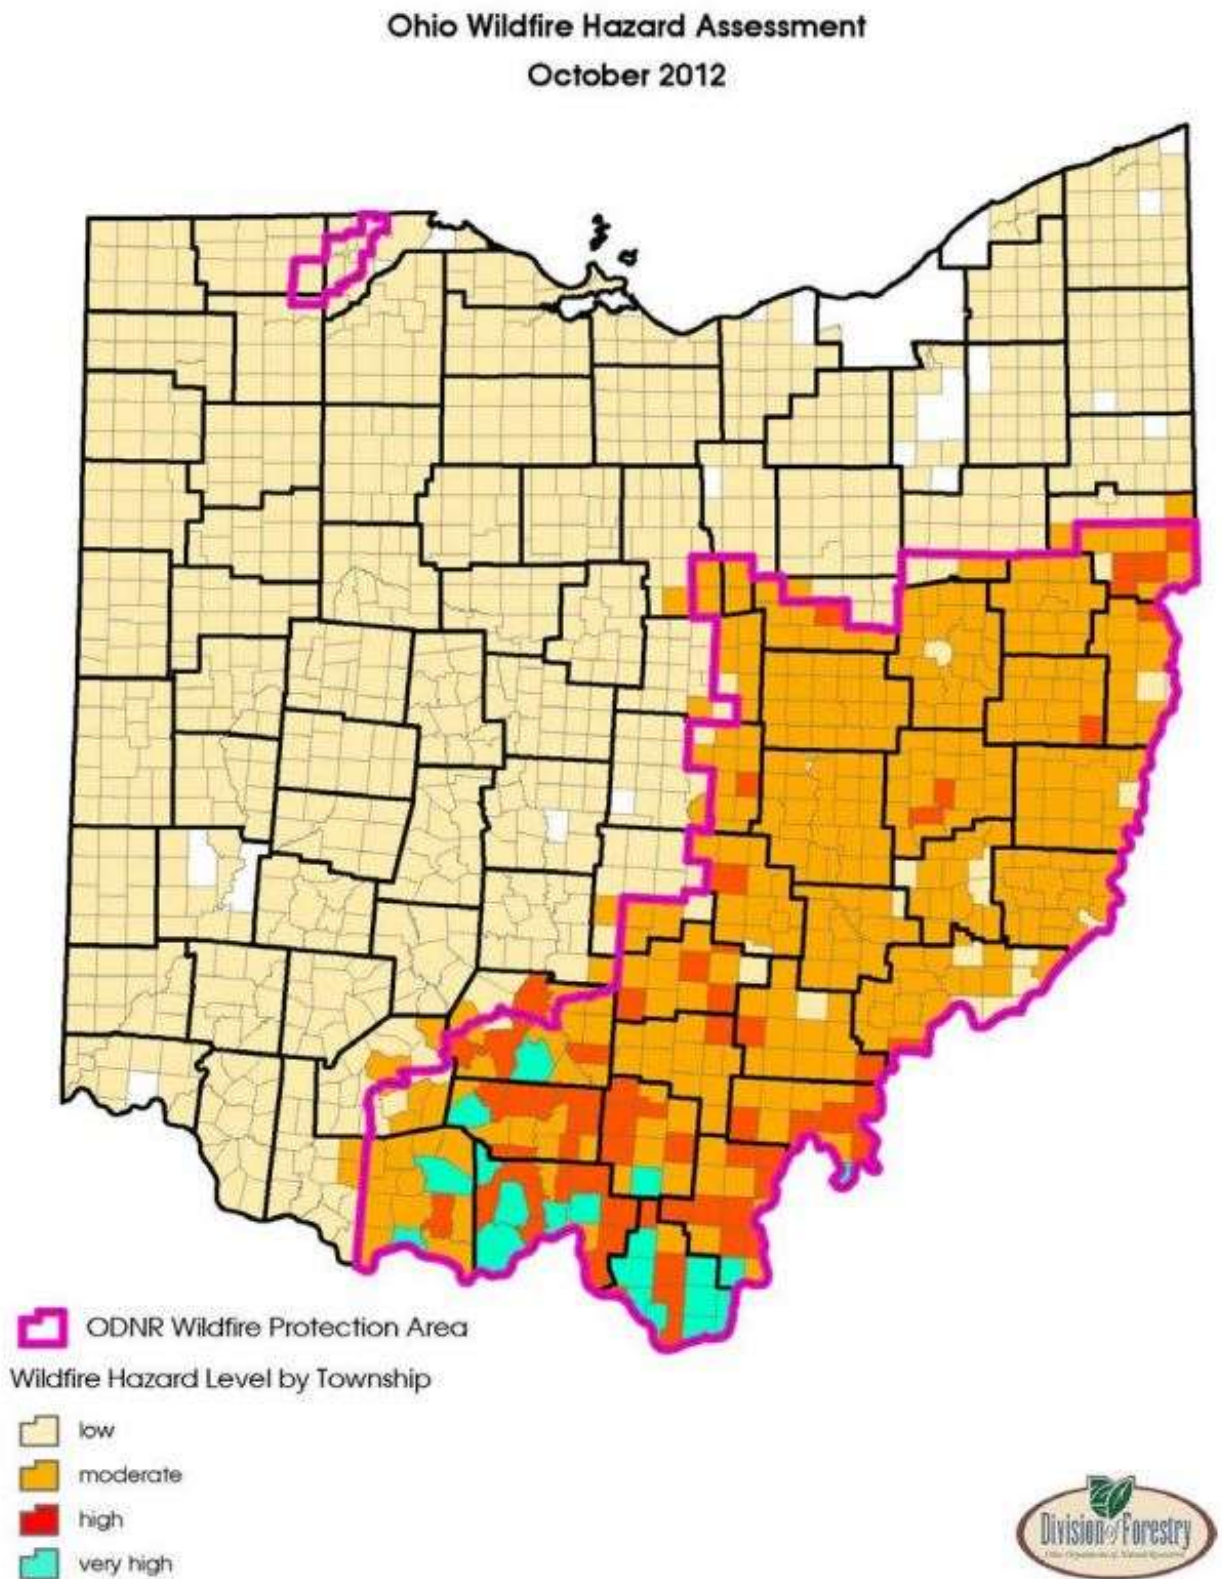 Ohio Wildfire Hazard Assessment
October 2012
ODNR Wildfire Protection Area
Wildfire Hazard Level by Township
low
moderate
high
very high
Division of Forestry